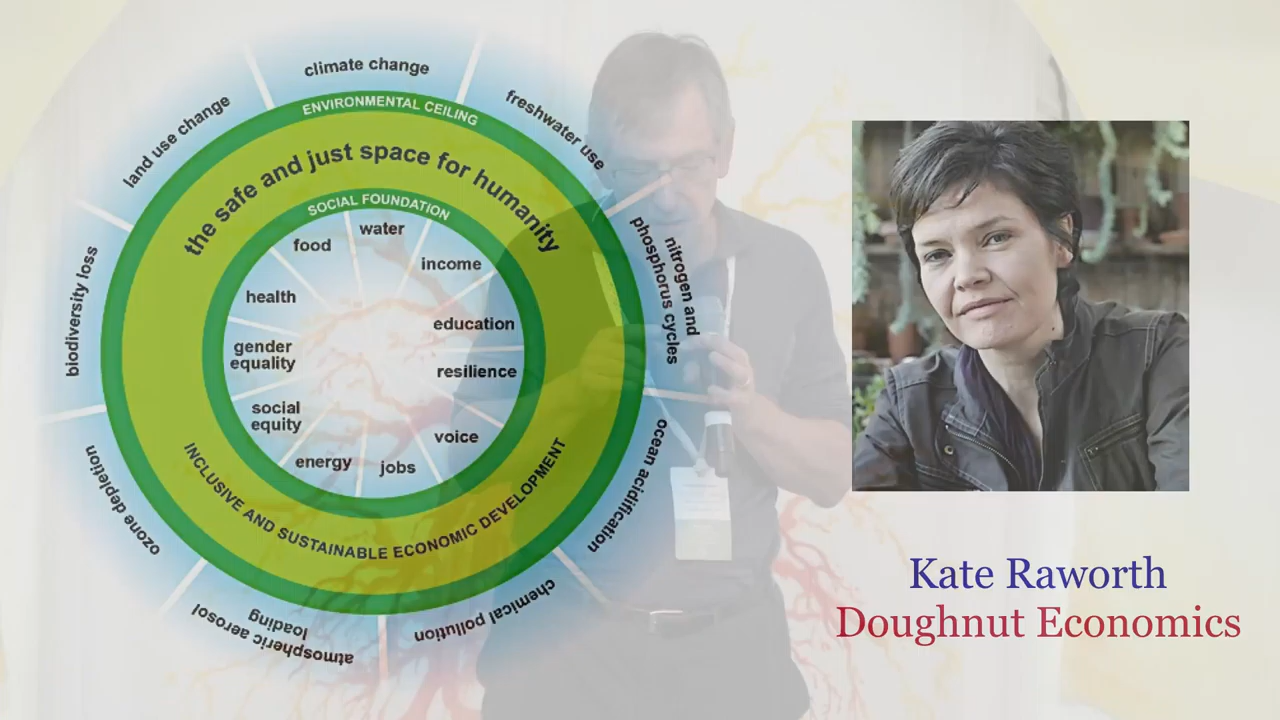 climate change
land use change
ENVIRONMENTAL CEILING
freshwater use
the safe and just space for humanity
SOCIAL FOUNDATION
water
food
income
nitrogen and
phosphorus cycles
biodiversity loss
health
education
gender
equality
resilience
social
equity
voice
energy
jobs
INCLUSIVE AND SUSTAINABLE ECONOMIC DEVELOPMENT
ocean acidification
ozone depletion
chemical pollution
atmospheric aerosol
loading
Kate Raworth
Doughnut Economics